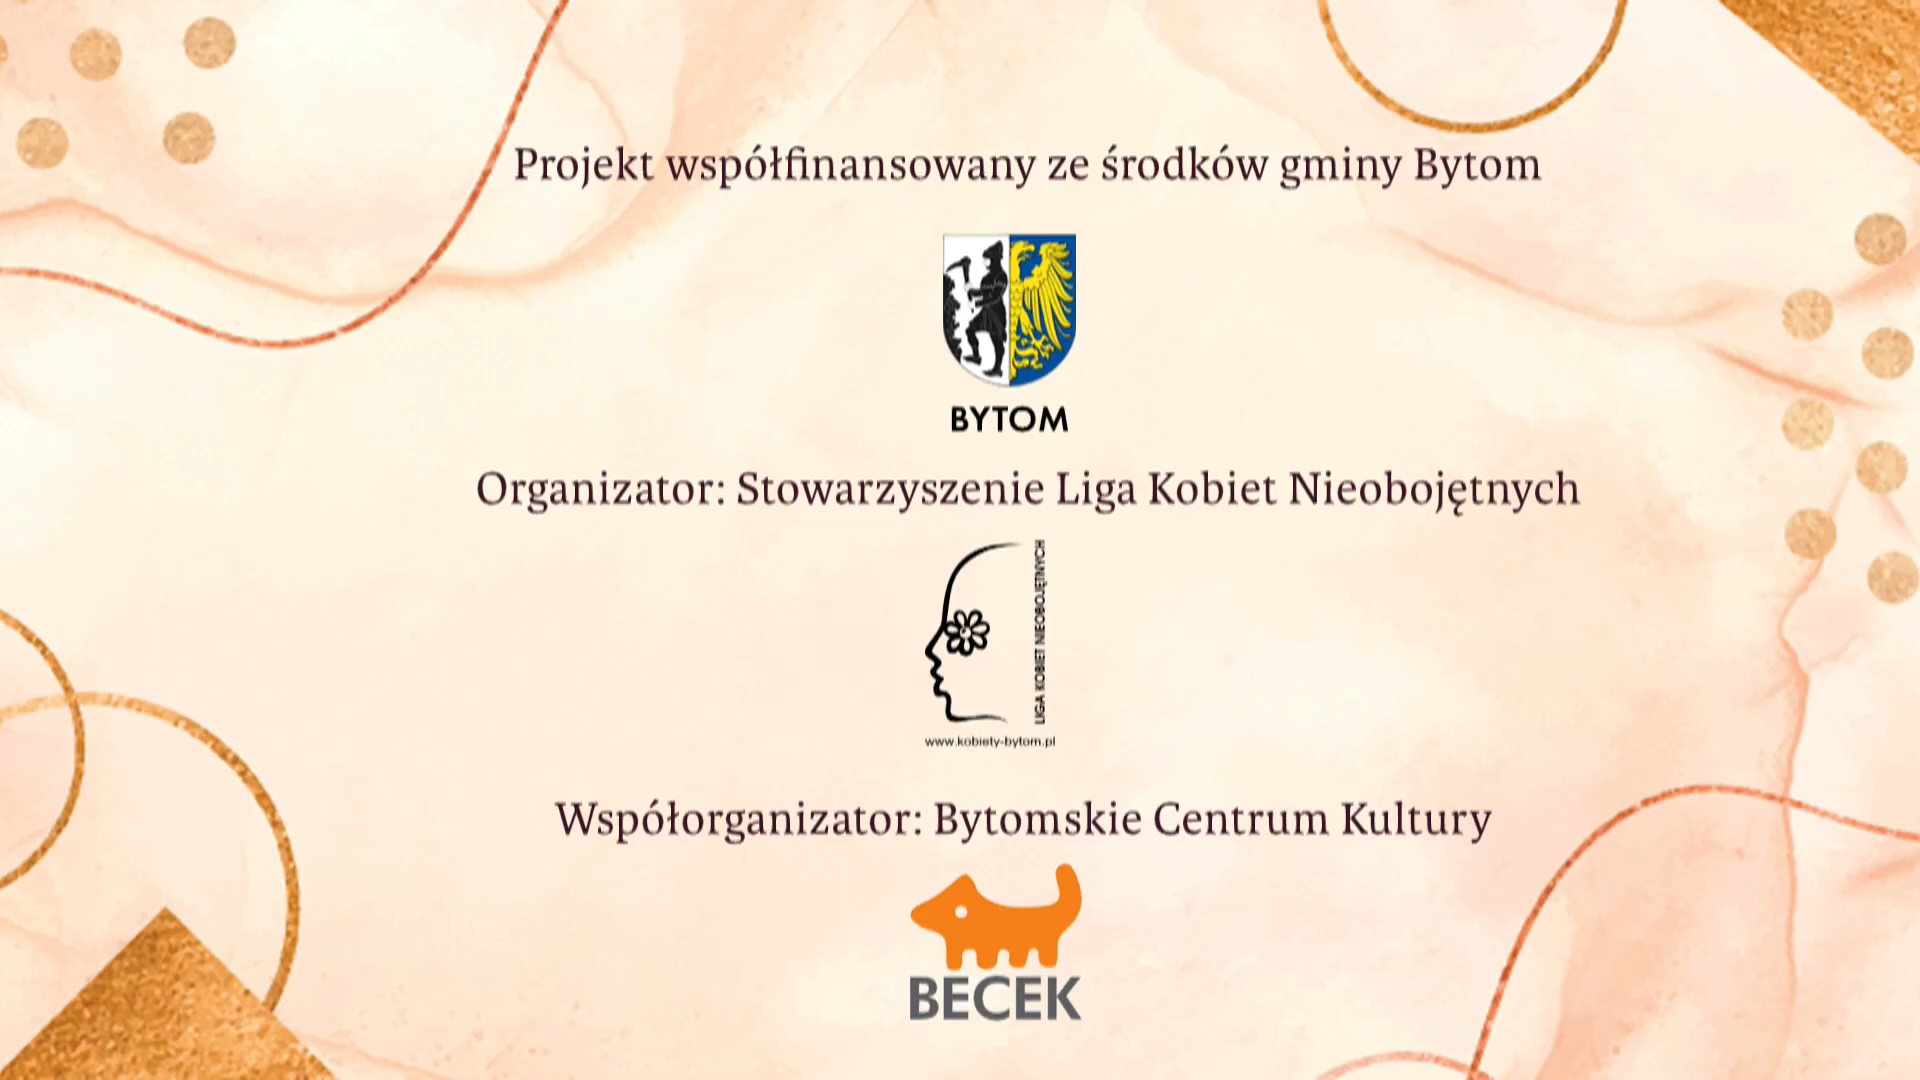 Projekt współfinansowany ze środków gminy Bytom
BYTOM
Organizator: Stowarzyszenie Liga Kobiet Nieobojętnych
LIGA KOBIET NIEOBOJĘTNYCH
www.kobiety-bytom.pl
Współorganizator: Bytomskie Centrum Kultury
BECEK